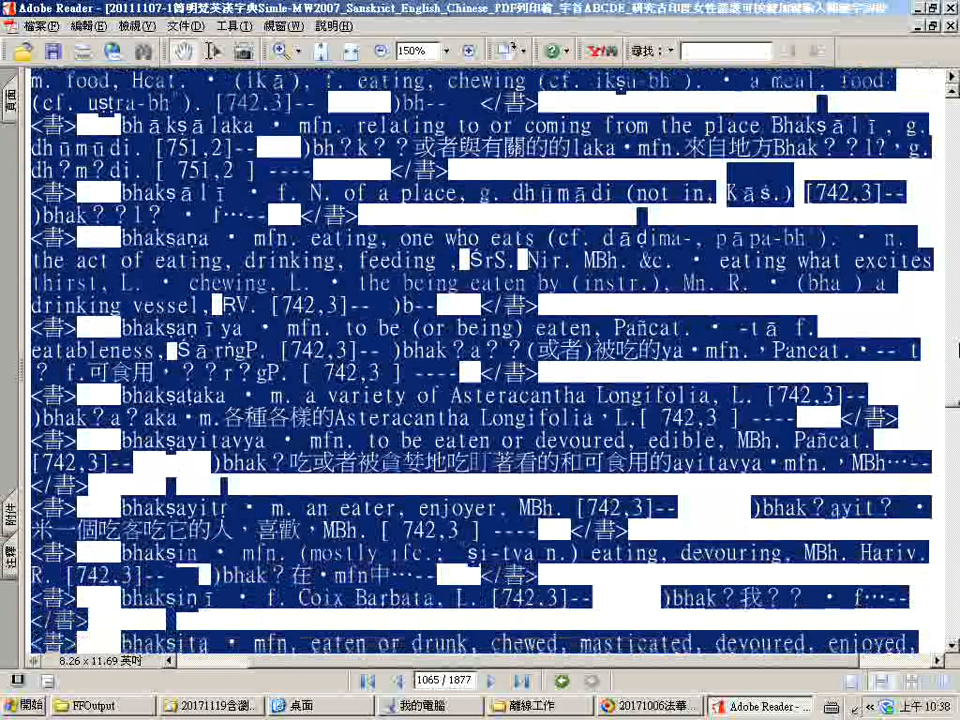 Adobe Reader - [20111107-1簡明梵英漢字典Simle-MW2007_Sanskrict_English_Chinese_PDF列印檔_字首ABCDE_研究古印度女性
檔案(F) 編輯(E) 檢視(V) 文件(D) 工具(T) 視窗(W) 說明(H)
150% 尋找：
頁面
附件
注釋
m. food, Hcat. • (ikā), f. eating, chewing (cf. ikṣu-bh ). • a meal, food
(cf. uṣtra-bh ). [742,3]-- )bh-- </書>
<書> bhākṣālaka • mfn. relating to or coming from the place Bhakṣālī, g.
dhūmūdi. [751,2]-- )bh？k？？或者與有關的的laka•mfn.來自地方Bhak？？l?，g.
dh？m？di. [ 751,2 ] ---- </書>
<書> bhakṣālī • f. N. of a place, g. dhūmādi (not in, Kāś.) [742,3]--
)bhak？？l？ • f…-- </書>
<書> bhakṣaṇa • mfn. eating, one who eats (cf. dāḍima-, pāpa-bh ). • n.
the act of eating, drinking, feeding , ŚrS. Nir. MBh. &c. • eating what excites
thirst, L. • chewing, L. • the being eaten by (instr.), Mn. R. • (bha ) a
drinking vessel, RV. [742,3]-- )b-- </書>
<書> bhakṣaṇīya • mfn. to be (or being) eaten, Pañcat. • -tā f.
eatableness, ŚārṅgP. [742,3]-- )bhak？a？？(或者)被吃的ya•mfn.，Pancat.•-- t
？ f.可食用，？？r？gP. [ 742,3 ] ---- </書>
<書> bhakṣaṭaka • m. a variety of Asteracantha Longifolia, L. [742,3]--
)bhak？a？aka•m.各種各樣的Asteracantha Longifolia，L.[ 742,3 ] ---- </書>
<書> bhakṣayitavya • mfn. to be eaten or devoured, edible, MBh. Pañcat.
[742,3]-- )bhak？吃或者被貪婪地吃盯著看的和可食用的ayitavya•mfn.，MBh…--
</書>
<書> bhakṣayitṛ • m. an eater, enjoyer, MBh. [742,3]-- )bhak？ayit？ •
米一個吃客吃它的人，喜歡，MBh. [ 742,3 ] ---- </書>
<書> bhakṣin • mfn. (mostly ifc., ṣi-tva n.) eating, devouring, MBh. Hariv.
R. [742,3]-- )bhak？在•mfn中…-- </書>
<書> bhakṣiṇī • f. Coix Barbata, L. [742,3]-- )bhak？我？？ • f…--
</書>
<書> bhakṣita • mfn. eaten or drunk, chewed, masticated, devoured, enjoyed,
8.26 x 11.69 英吋
1065 / 1877
開始 FFOutput 20171119含瀏... 桌面 我的電腦 離線工作 20171006法華... Adobe Reader - [... 上午 10:38